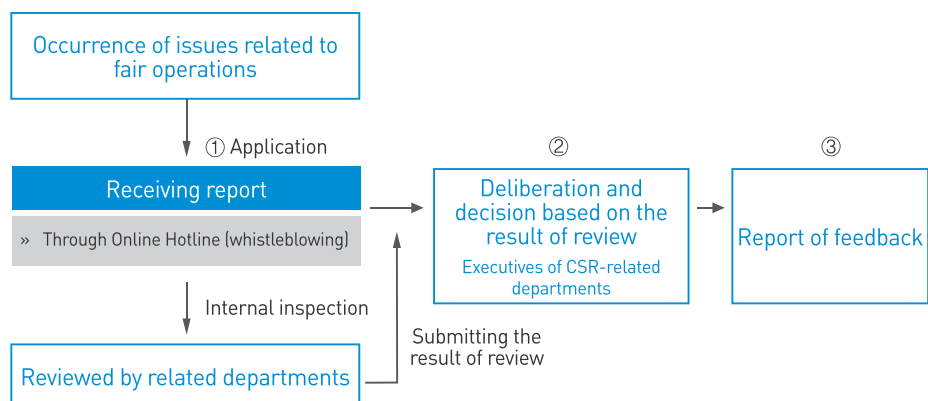 Occurrence of issues related to
fair operations
① Application
Receiving report
» Through Online Hotline (whistleblowing)
Internal inspection
Reviewed by related departments
Submitting the
result of review
②
Deliberation and
decision based on the
result of review
Executives of CSR-related
departments
③
Report of feedback